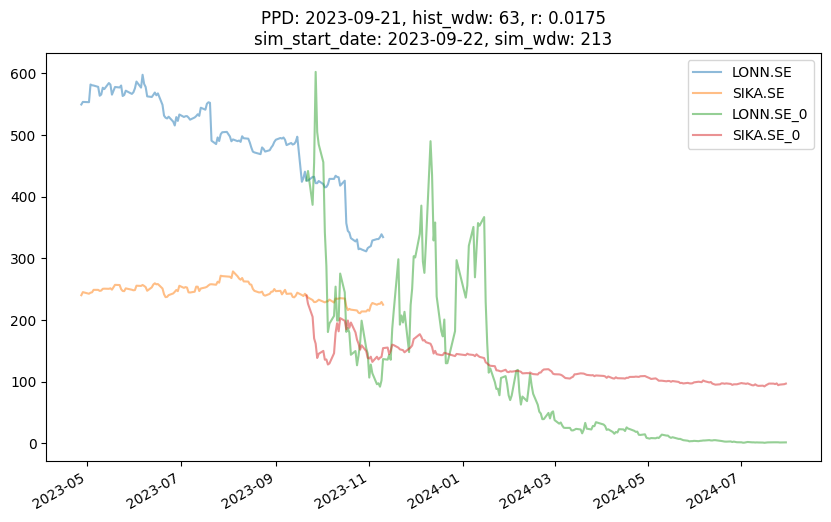 PPD: 2023-09-21, hist_wdw: 63, r: 0.0175
sim_start_date: 2023-09-22, sim_wdw: 213
LONN.SE
SIKA.SE
LONN.SE_0
SIKA.SE_0
600
500
400
300
200
100
0
2023-05
2023-07
2023-09
2023-11
2024-01
2024-03
2024-05
2024-07